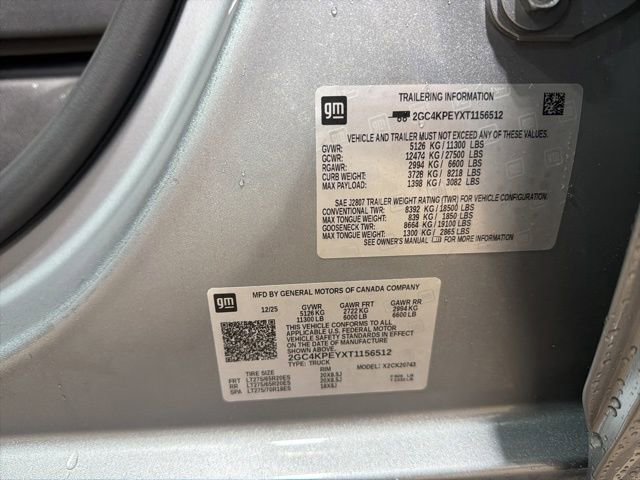 gm
TRAILERING INFORMATION
2GC4KPEYXT1156512
VEHICLE AND TRAILER MUST NOT EXCEED ANY OF THESE VALUES.
GVWR: 5126 KG / 11300 LBS
GCWR: 12474 KG / 27500 LBS
RGAWR: 2994 KG / 6600 LBS
CURB WEIGHT: 3728 KG / 8218 LBS
MAX PAYLOAD: 1398 KG / 3082 LBS
SAE J2807 TRAILER WEIGHT RATING (TWR) FOR VEHICLE CONFIGURATION.
CONVENTIONAL TWR: 8392 KG / 18500 LBS
MAX TONGUE WEIGHT: 839 KG / 1850 LBS
GOOSENECK TWR: 8664 KG / 19100 LBS
MAX TONGUE WEIGHT: 1300 KG / 2865 LBS
SEE OWNER'S MANUAL FOR MORE INFORMATION
gm
MFD BY GENERAL MOTORS OF CANADA COMPANY
12/25 GVWR GAWR FRT GAWR RR
5126 KG 2722 KG 2994 KG
11300 LB 6000 LB 6600 LB
THIS VEHICLE CONFORMS TO ALL
APPLICABLE U.S. FEDERAL MOTOR
VEHICLE SAFETY STANDARDS IN EFFECT
ON THE DATE OF MANUFACTURE SHOWN ABOVE.
2GC4KPEYXT1156512
TYPE: TRUCK MODEL: X2CK20743
TIRE SIZE RIM
FRT LT275/65R20ES 20X8.5J
RR LT275/65R20ES 20X8.5J
SPA LT275/70R18ES 18X8J